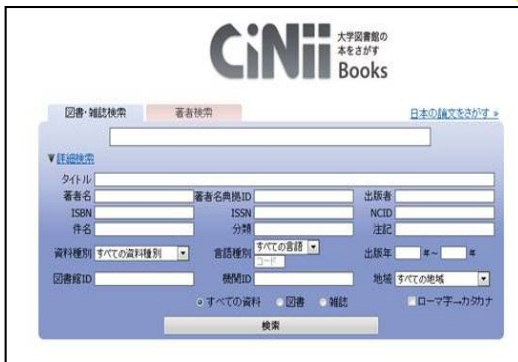 CiNii 大学図書館の
本をさがす
Books
図書・雑誌検索 著者検索 日本の論文をさがす »
▼詳細検索
タイトル
著者名 著者名典拠ID 出版者
ISBN ISSN NCID
件名 分類 注記
資料種別 すべての資料種別 言語種別 すべての言語 出版年 年~ 年
コード
図書館ID 機関ID 地域 すべての地域
すべての資料 図書 雑誌 ローマ字→カタカナ
検索